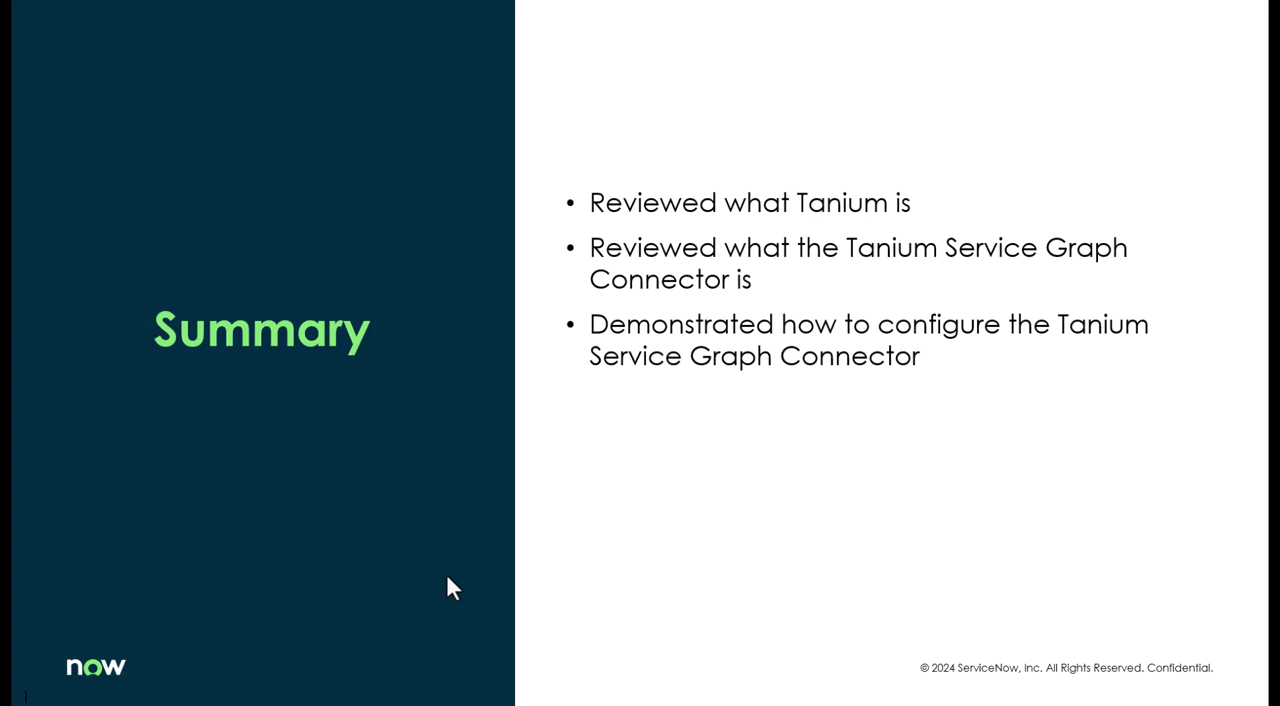 Summary
• Reviewed what Tanium is
• Reviewed what the Tanium Service Graph
Connector is
• Demonstrated how to configure the Tanium
Service Graph Connector
now
© 2024 ServiceNow, Inc. All Rights Reserved. Confidential.
1